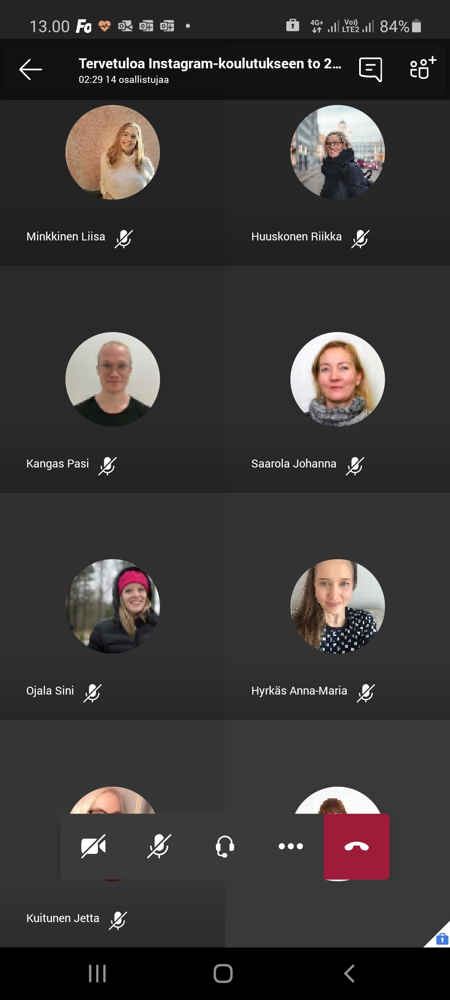 13.00 Fo 4G+ Vo)) LTE2 84%
Tervetuloa Instagram-koulutukseen to 2...
02:29 14 osallistujaa
Minkkinen Liisa
Huuskonen Riikka
Kangas Pasi
Saarola Johanna
Ojala Sini
Hyrkäs Anna-Maria
Kuitunen Jetta